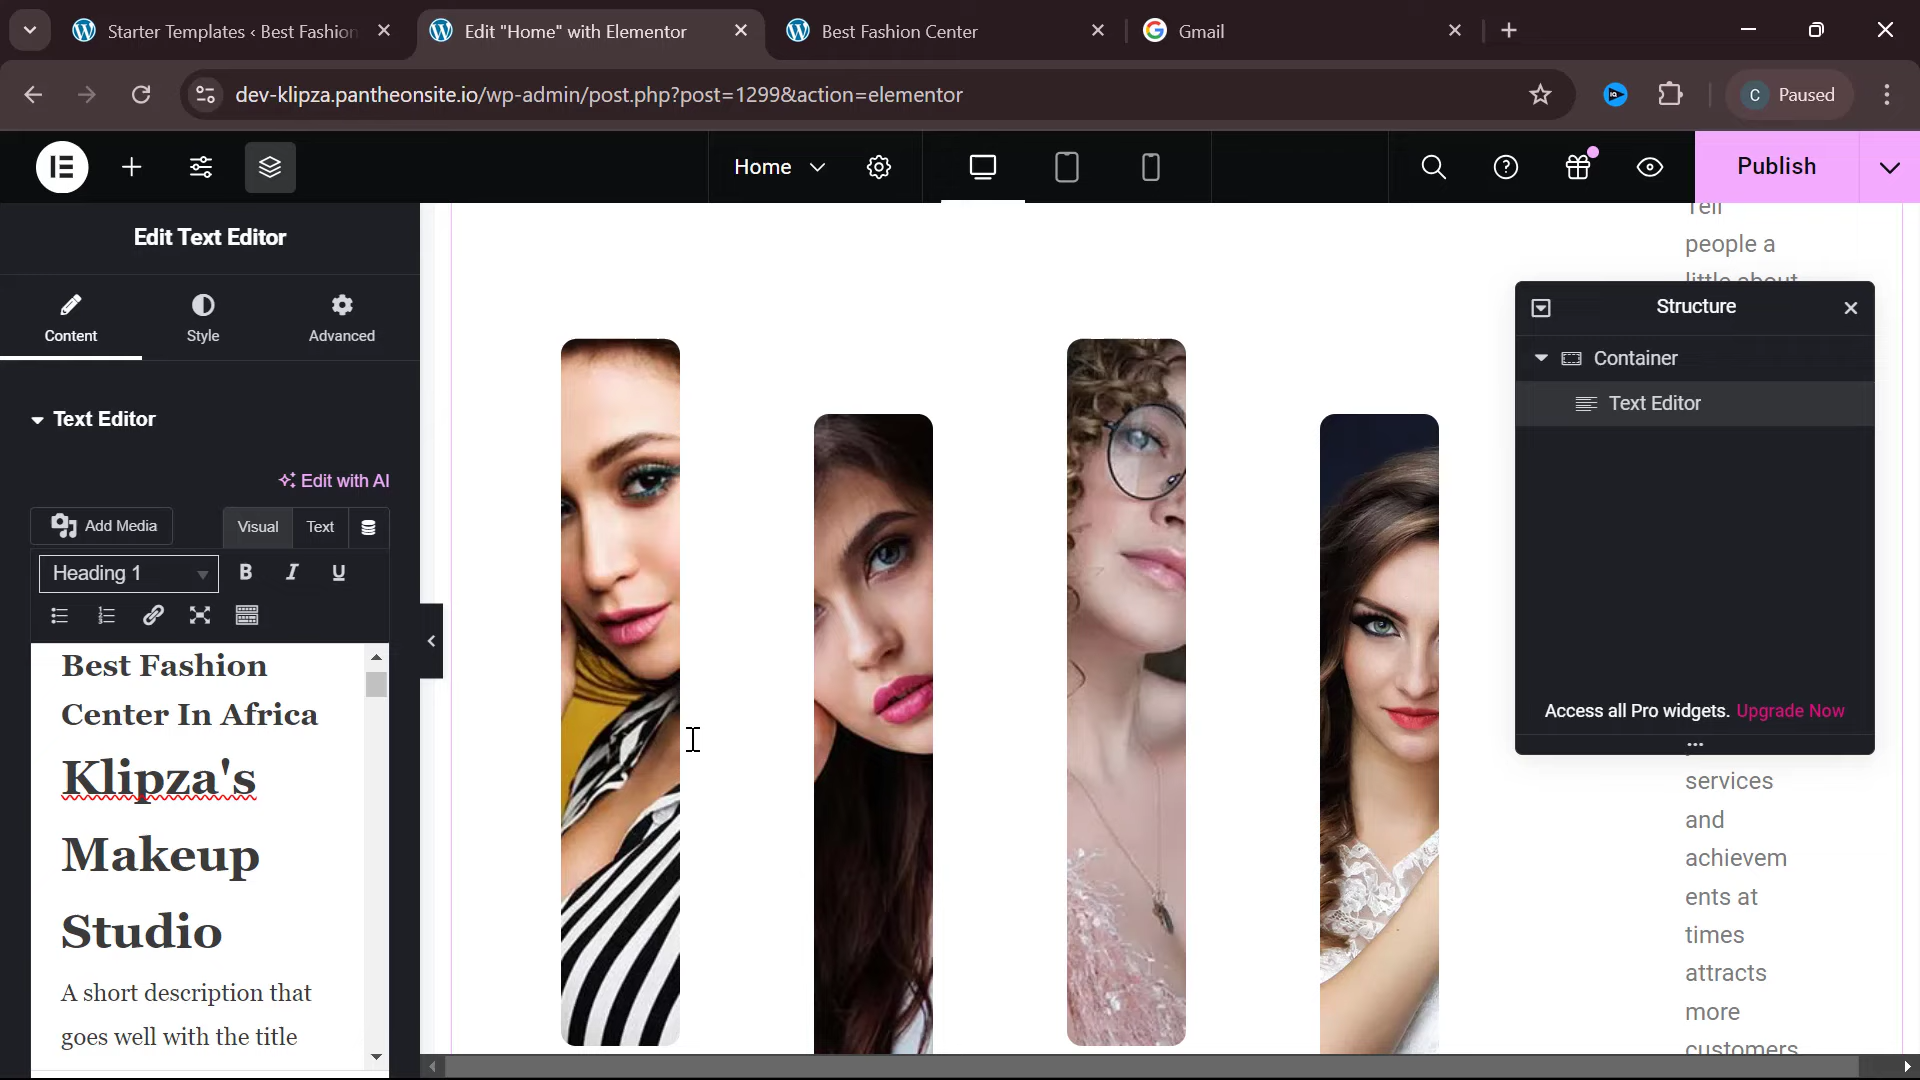 Starter Templates ‹ Best Fashion
Edit "Home" with Elementor
Best Fashion Center
Gmail
dev-klipza.pantheonsite.io/wp-admin/post.php?post=1299&action=elementor
C Paused
Home
Publish
Edit Text Editor
Content
Style
Advanced
Text Editor
Edit with AI
Add Media
Visual
Text
Heading 1
B I U
Best Fashion
Center In Africa
Klipza's
Makeup
Studio
A short description that
goes well with the title
Tell
people a
little about
Structure
Container
Text Editor
Access all Pro widgets. Upgrade Now
services
and
achievem
ents at
times
attracts
more
customers